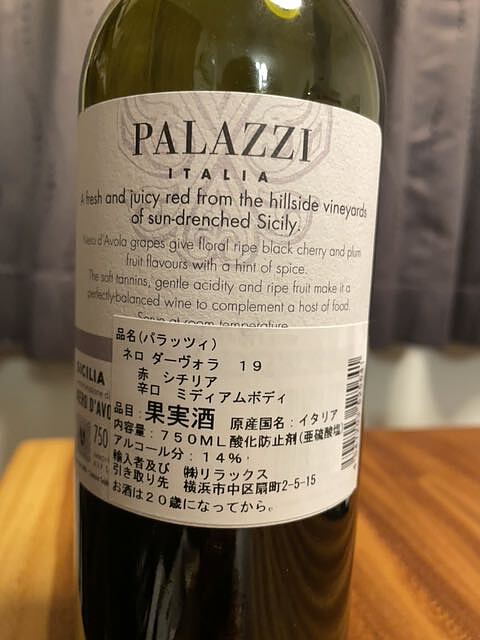 PALAZZI
ITALIA
A fresh and juicy red from the hillside vineyards
of sun-drenched Sicily.
Nero d'Avola grapes give floral ripe black cherry and plum
fruit flavours with a hint of spice.
The soft tannins, gentle acidity and ripe fruit make it a
perfectly-balanced wine to complement a host of food.
Serve at room temperature
品名(パラッツィ)
ネロ ダーヴォラ 19
赤 シチリア
辛口 ミディアムボディ
品目:果実酒 原産国名:イタリア
内容量:750ML 酸化防止剤(亜硫酸塩)
アルコール分:14%
輸入者及び ㈱リラックス
引き取り先 横浜市中区扇町2-5-15
お酒は20歳になってから。
SICILIA
NERO D'AVO
750